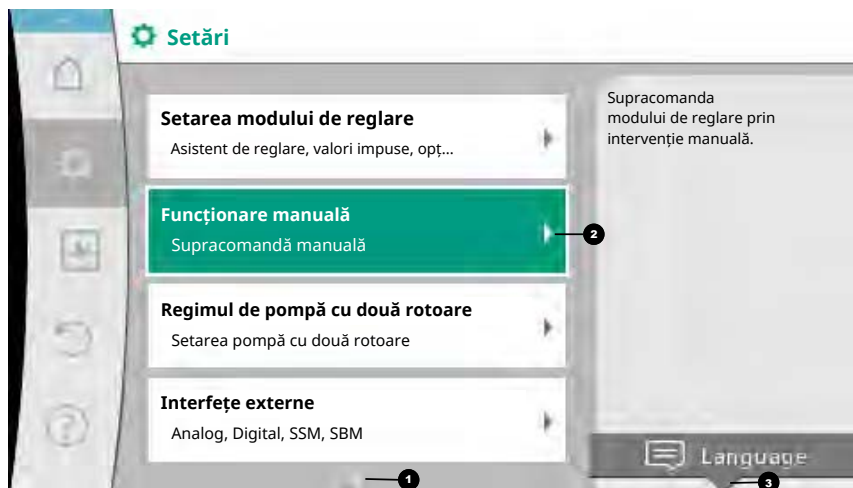 Setări
Setarea modului de reglare
Asistent de reglare, valori impuse, opț...
Funcționare manuală
Supracomandă manuală
2
Regimul de pompă cu două rotoare
Setarea pompă cu două rotoare
Interfețe externe
Analog, Digital, SSM, SBM
1
Supracomanda
modului de reglare prin
intervenție manuală.
Language
3